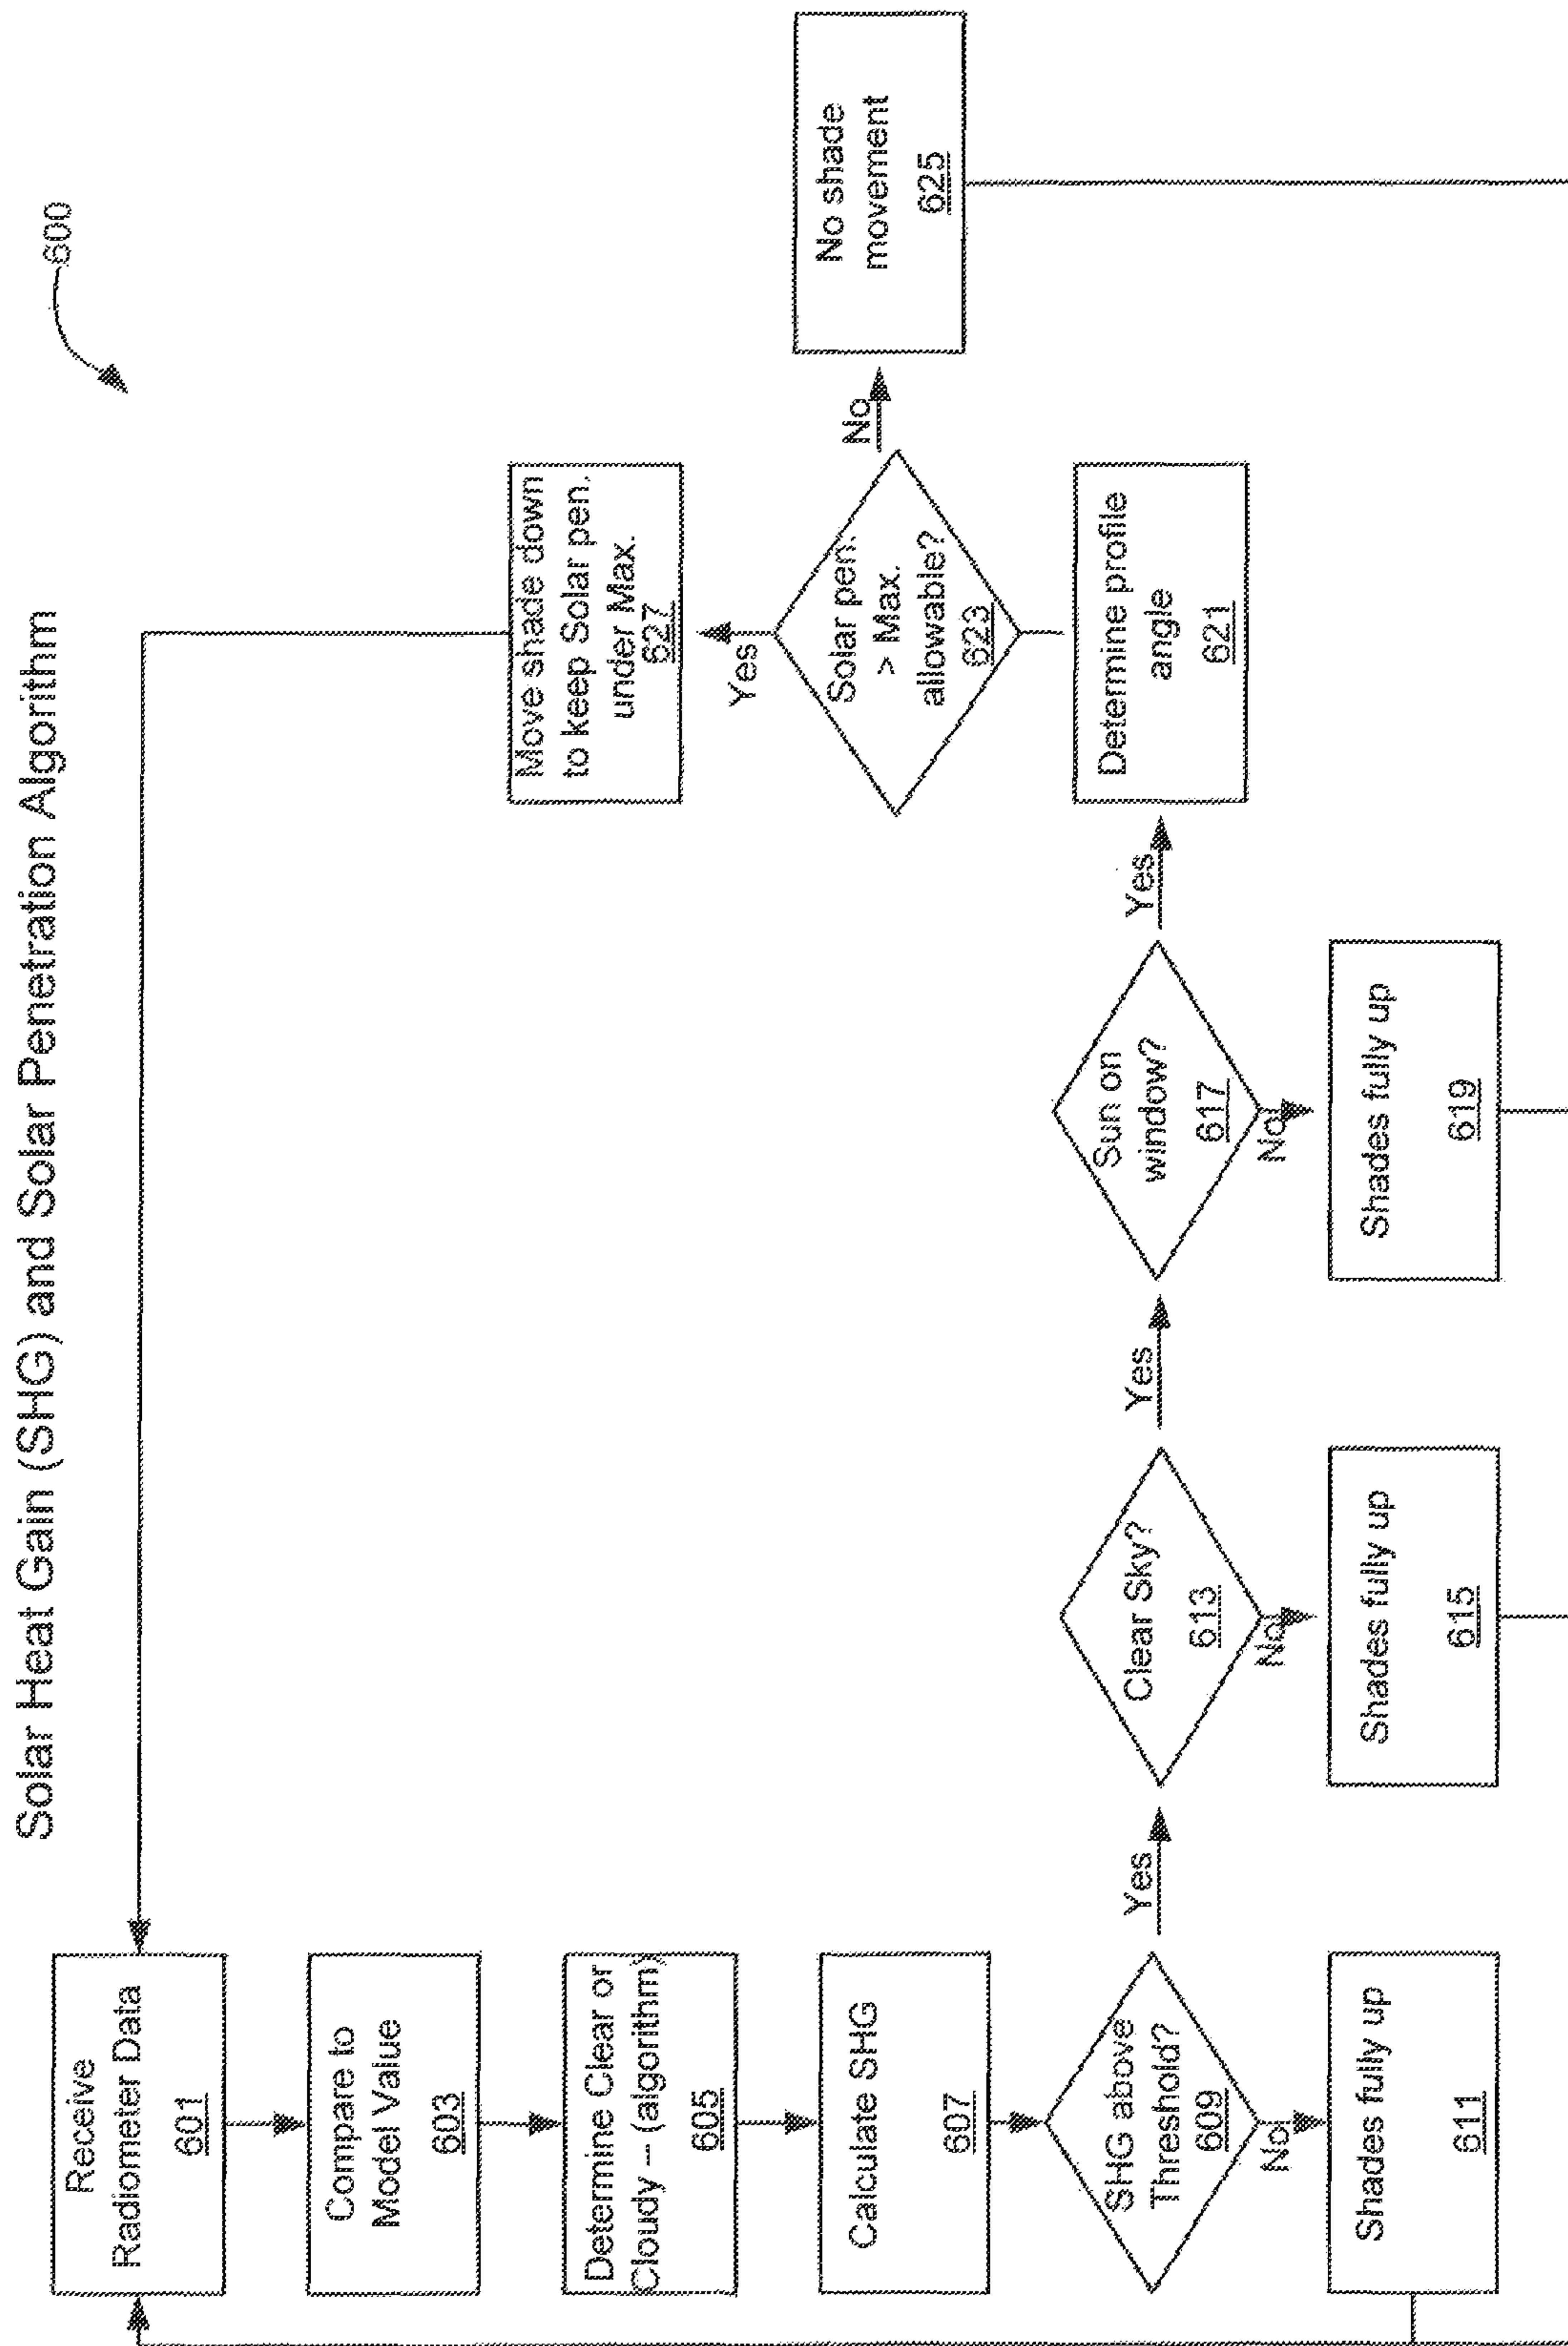 Solar Heat Gain (SHG) and Solar Penetration Algorithm
600
Receive
Radiometer Data
601
Compare to
Model Value
603
Determine Clear or
Cloudy -- (algorithm)
605
Calculate SHG
607
SHG above
Threshold?
609
No
Shades fully up
611
Yes
Clear Sky?
613
No
Shades fully up
615
Yes
Sun on
window?
617
No
Shades fully up
619
Yes
Determine profile
angle
621
Solar pen.
> Max.
allowable?
623
Yes
Move shade down
to keep Solar pen.
under Max.
627
No
No shade
movement
625